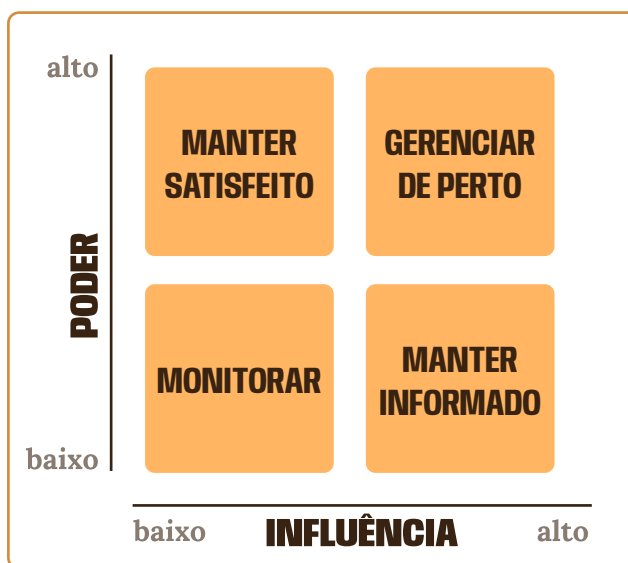 alto
MANTER
SATISFEITO
GERENCIAR
DE PERTO
PODER
MONITORAR
MANTER
INFORMADO
baixo
baixo
INFLUÊNCIA
alto